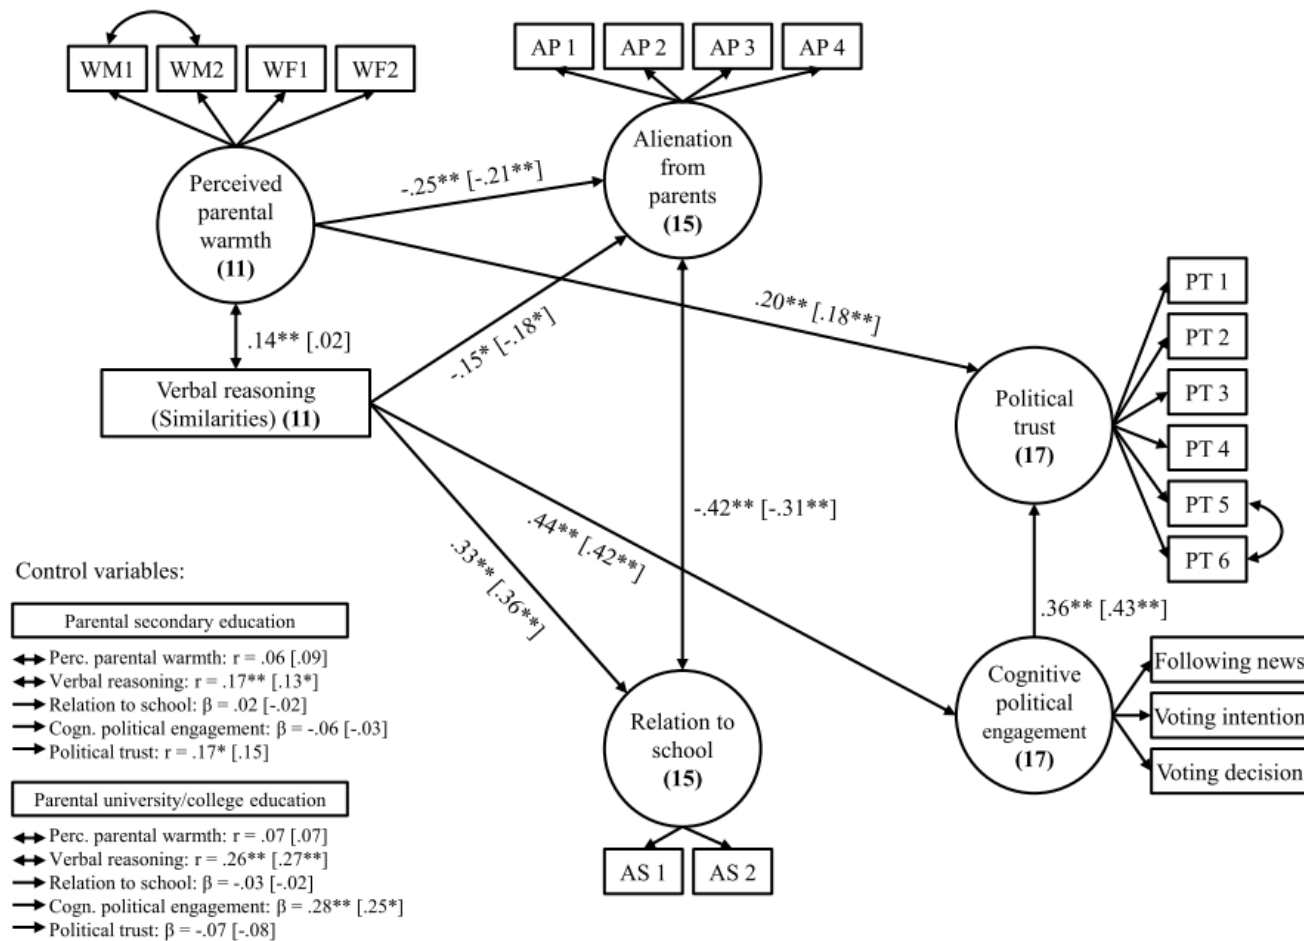 WM1
WM2
WF1
WF2
AP 1
AP 2
AP 3
AP 4
Perceived
parental
warmth
(11)
Alienation
from
parents
(15)
-.25** [-.21**]
.20** [.18**]
.14** [.02]
-.15* [-.18*]
Verbal reasoning
(Similarities) (11)
Political
trust
(17)
PT 1
PT 2
PT 3
PT 4
PT 5
PT 6
-.42** [-.31**]
.44** [.42**]
.33** [.36**]
.36** [.43**]
Relation to
school
(15)
AS 1
AS 2
Cognitive
political
engagement
(17)
Following news
Voting intention
Voting decision
Control variables:
Parental secondary education
Perc. parental warmth: r = .06 [.09]
Verbal reasoning: r = .17** [.13*]
Relation to school: β = .02 [-.02]
Cogn. political engagement: β = -.06 [-.03]
Political trust: r = .17* [.15]
Parental university/college education
Perc. parental warmth: r = .07 [.07]
Verbal reasoning: r = .26** [.27**]
Relation to school: β = -.03 [-.02]
Cogn. political engagement: β = .28** [.25*]
Political trust: β = -.07 [-.08]